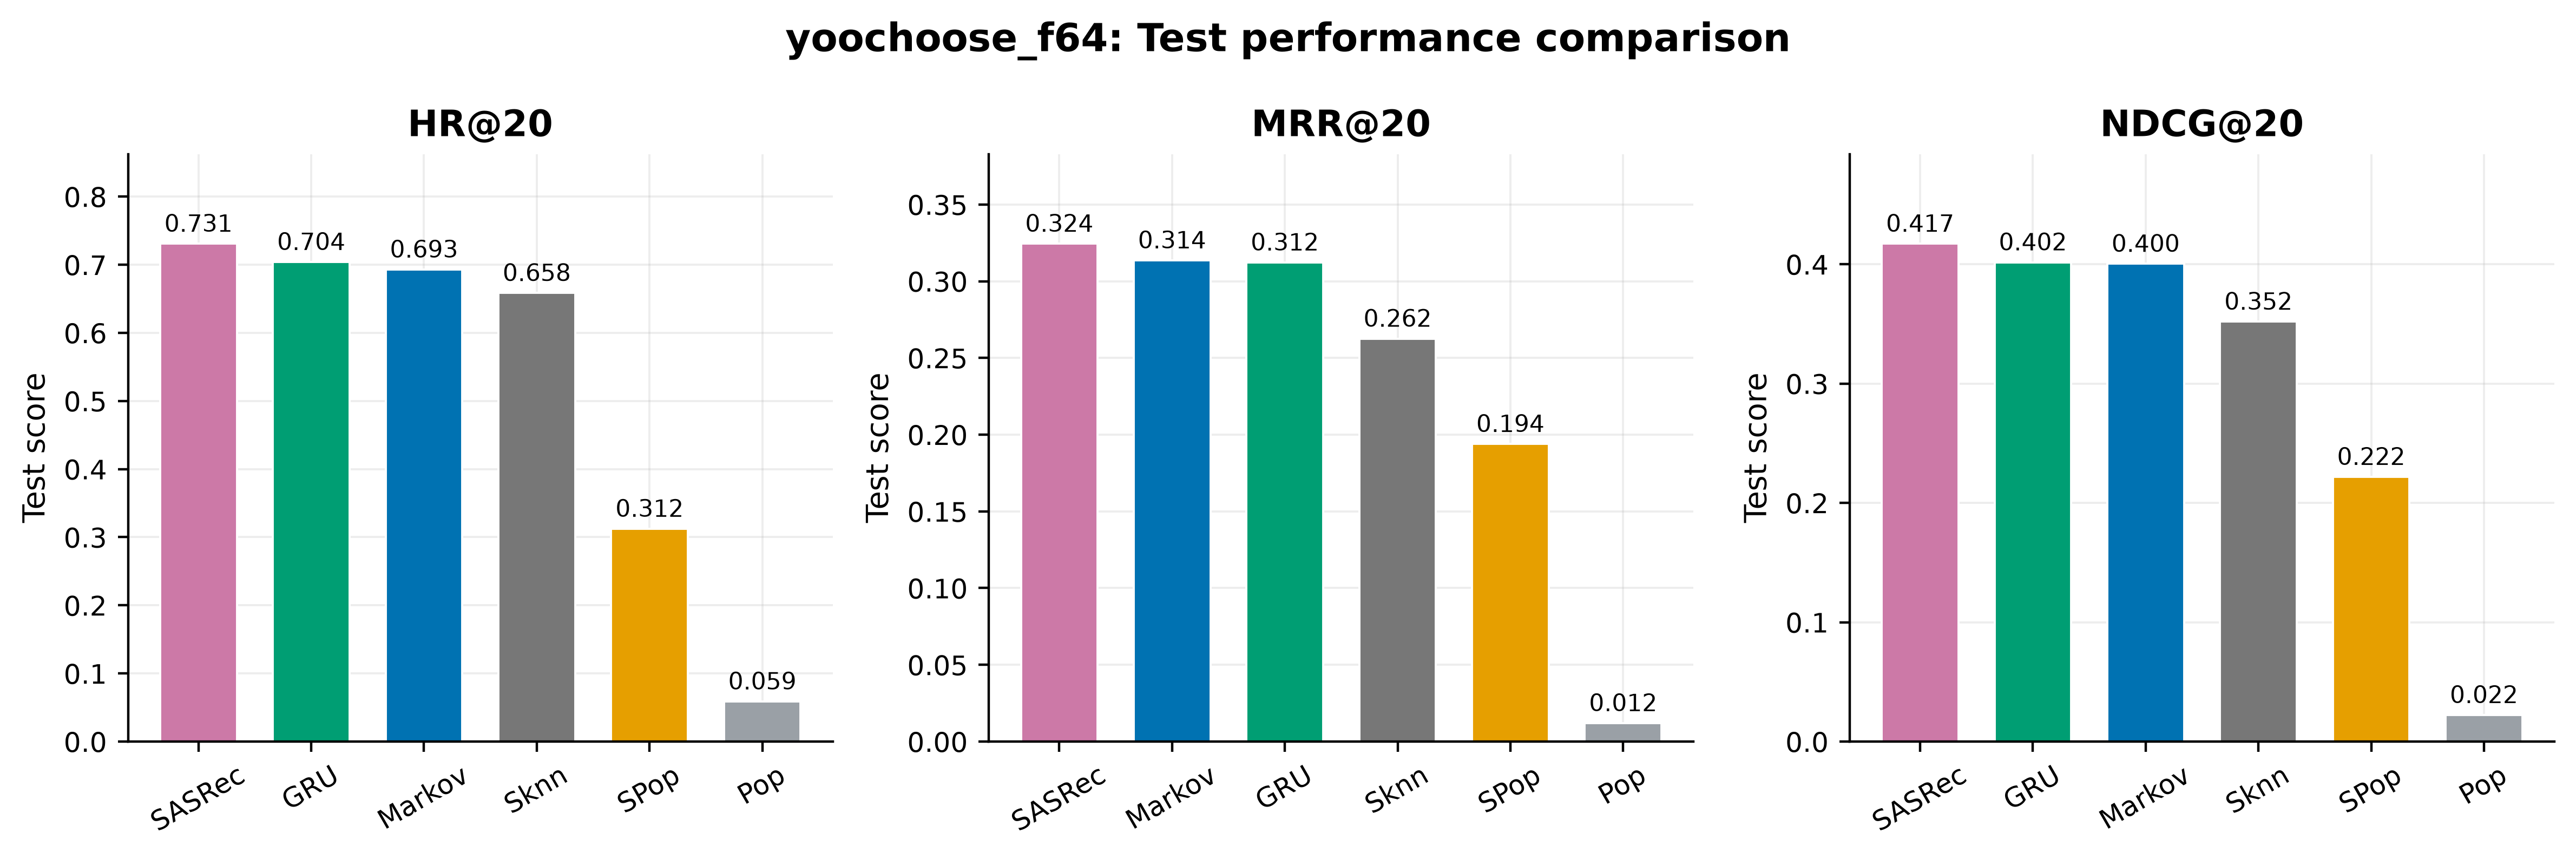 yoochoose_f64: Test performance comparison
HR@20
Test score
0.8
0.7
0.6
0.5
0.4
0.3
0.2
0.1
0.0
0.731
0.704
0.693
0.658
0.312
0.059
SASRec
GRU
Markov
Sknn
SPop
Pop
MRR@20
Test score
0.35
0.30
0.25
0.20
0.15
0.10
0.05
0.00
0.324
0.314
0.312
0.262
0.194
0.012
SASRec
Markov
GRU
Sknn
SPop
Pop
NDCG@20
Test score
0.4
0.3
0.2
0.1
0.0
0.417
0.402
0.400
0.352
0.222
0.022
SASRec
GRU
Markov
Sknn
SPop
Pop